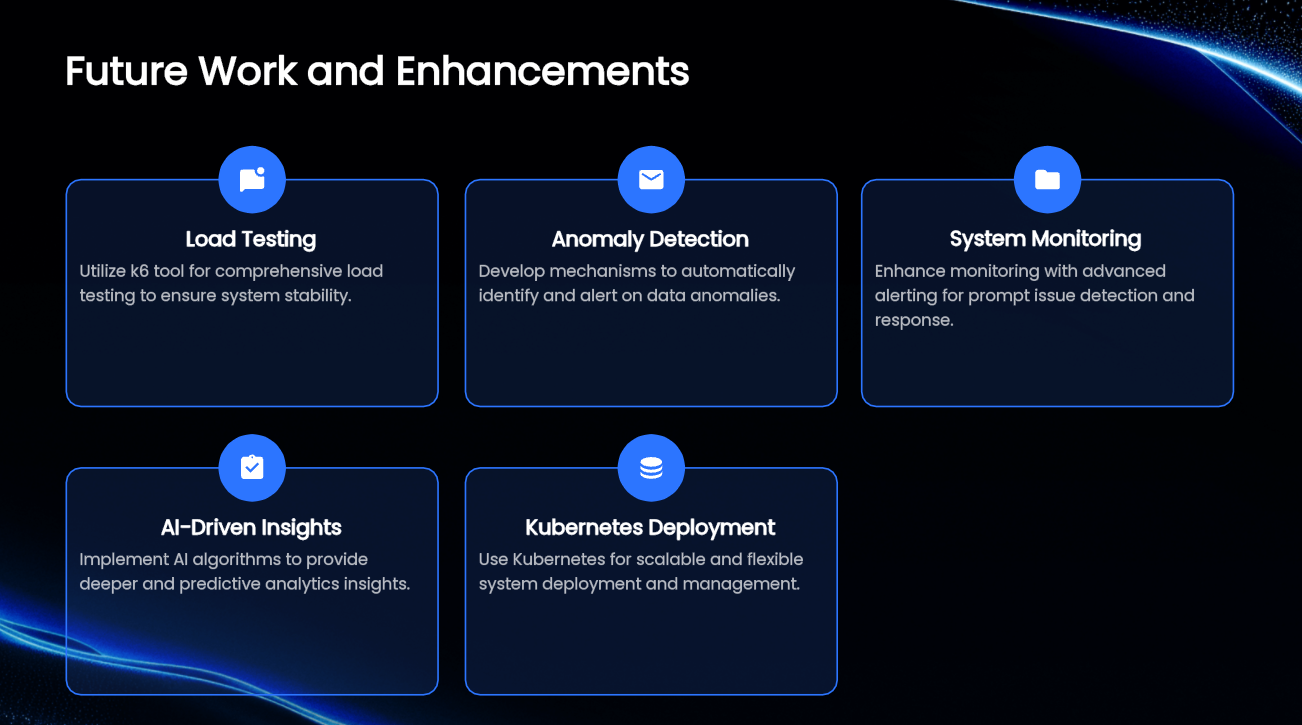 Future Work and Enhancements
Load Testing
Utilize k6 tool for comprehensive load
testing to ensure system stability.
Anomaly Detection
Develop mechanisms to automatically
identify and alert on data anomalies.
System Monitoring
Enhance monitoring with advanced
alerting for prompt issue detection and
response.
AI-Driven Insights
Implement AI algorithms to provide
deeper and predictive analytics insights.
Kubernetes Deployment
Use Kubernetes for scalable and flexible
system deployment and management.